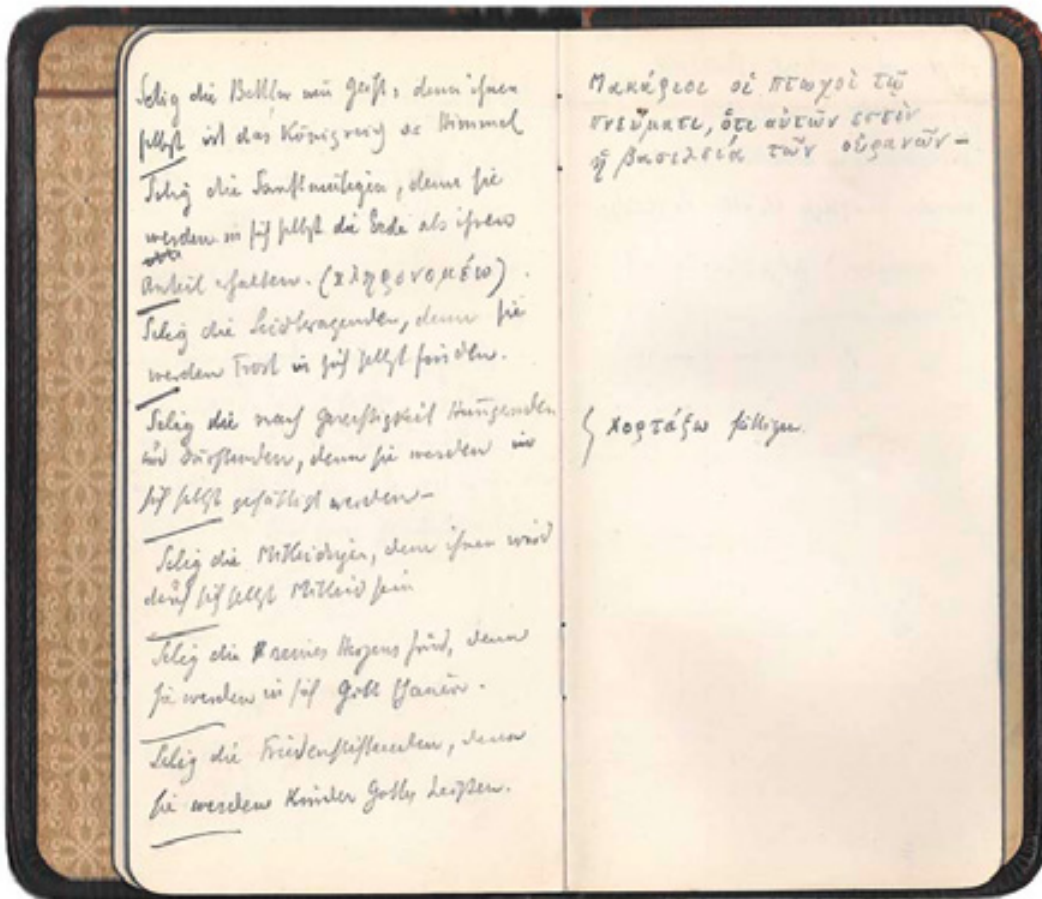 Selig die Bettler um Geist, denn ihnen
selbst ist das Königreich der Himmel
Selig die Sanftmütigen, denn sie
werden in sich selbst die Erde als ihren
Anteil erhalten. (κληρονομέω).
Selig die Leidtragenden, denn sie
werden Trost in sich selbst finden.
Selig die nach Gerechtigkeit Hungernden
und Dürstenden, denn sie werden in
sich selbst gesättigt werden–
Selig die Mitleidigen, denn ihnen wird
durch sich selbst Mitleid sein
Selig die reines Herzens sind, denn
sie werden in sich Gott schauen.
Selig die Friedenstiftenden, denn
sie werden Kinder Gottes heißen.
Μακάριοι οἱ πτωχοὶ τῷ
πνεύματι, ὅτι αὐτῶν ἐστίν
ἡ βασιλεία τῶν οὐρανῶν–
χορτάζω sättigen.